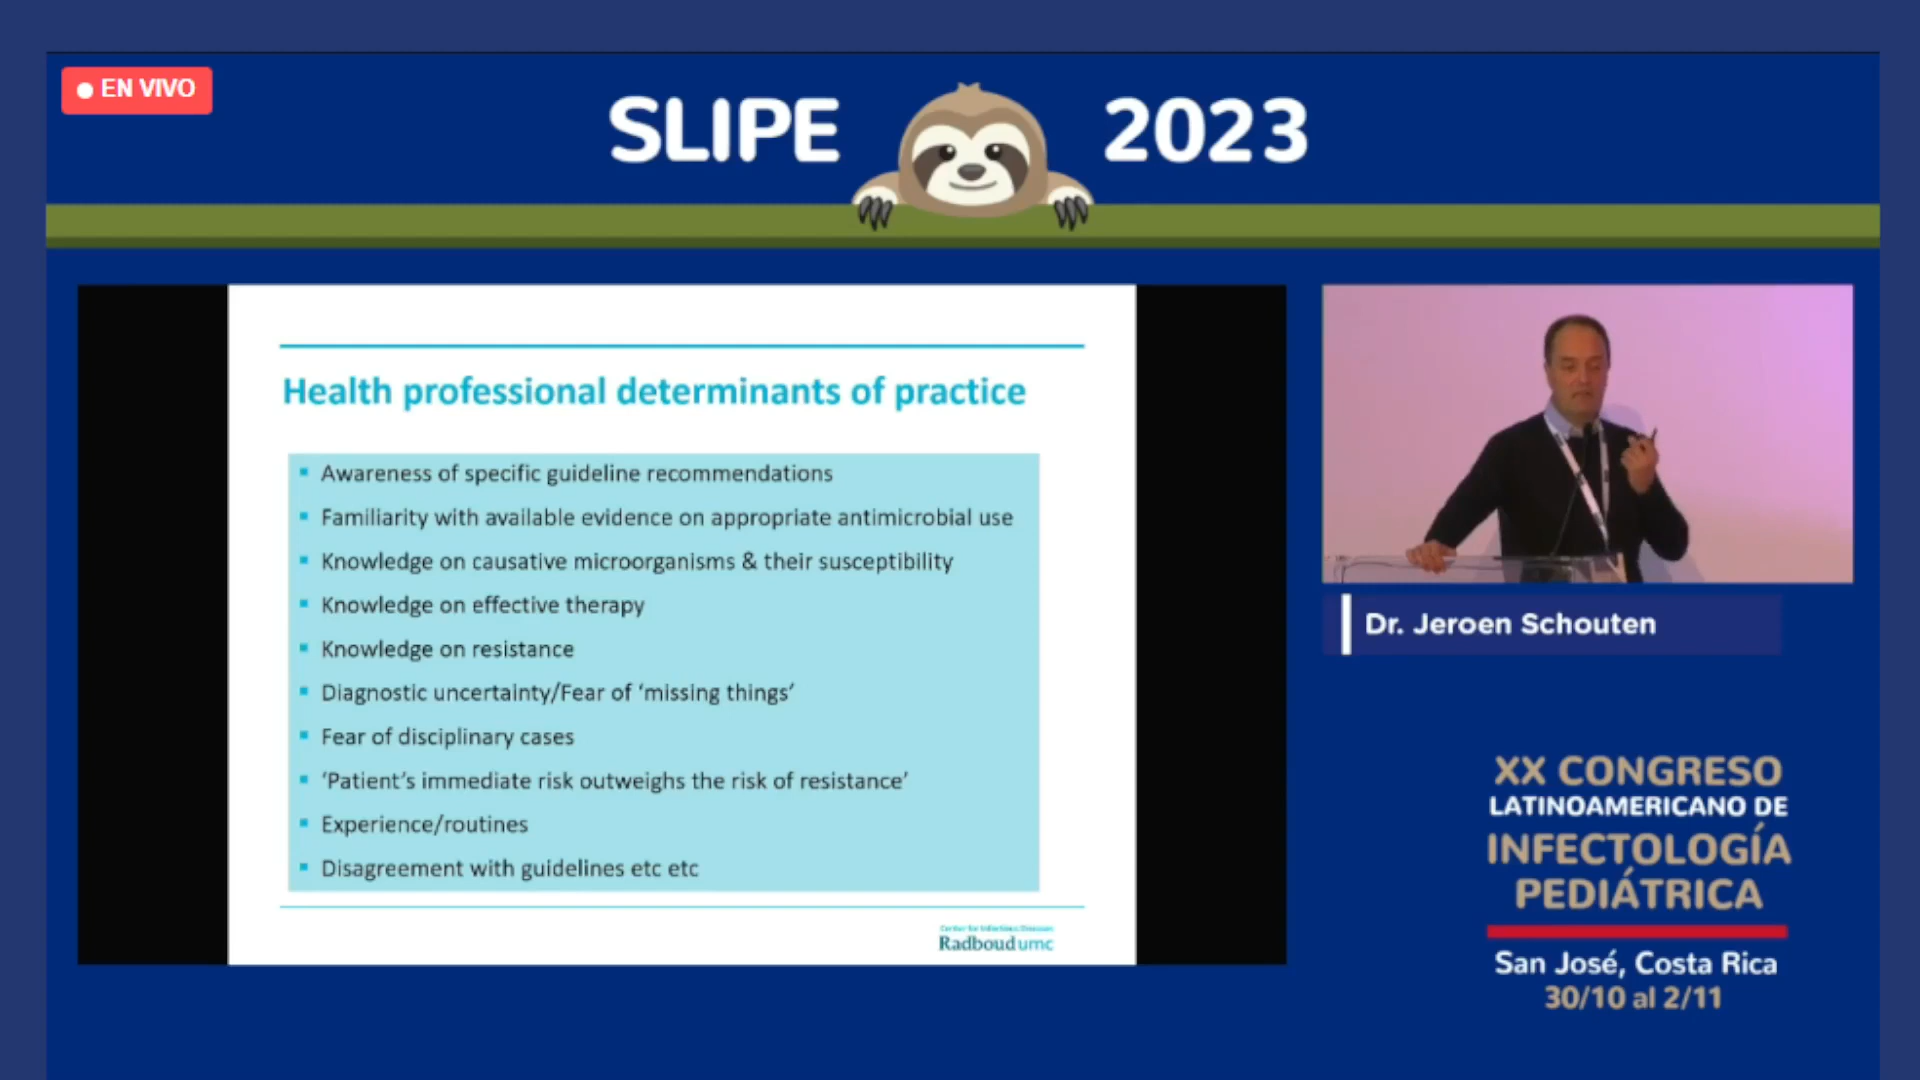 EN VIVO
SLIPE 2023
Health professional determinants of practice
Awareness of specific guideline recommendations
Familiarity with available evidence on appropriate antimicrobial use
Knowledge on causative microorganisms & their susceptibility
Knowledge on effective therapy
Knowledge on resistance
Diagnostic uncertainty/Fear of ‘missing things’
Fear of disciplinary cases
‘Patient’s immediate risk outweighs the risk of resistance’
Experience/routines
Disagreement with guidelines etc etc
Center for Infectious Diseases
Radboudumc
Dr. Jeroen Schouten
XX CONGRESO
LATINOAMERICANO DE
INFECTOLOGÍA
PEDIÁTRICA
San José, Costa Rica
30/10 al 2/11